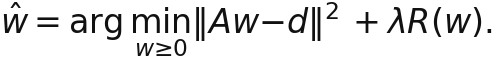 ŵ = arg min_{w≥0} ‖Aw−d‖² + λR(w).